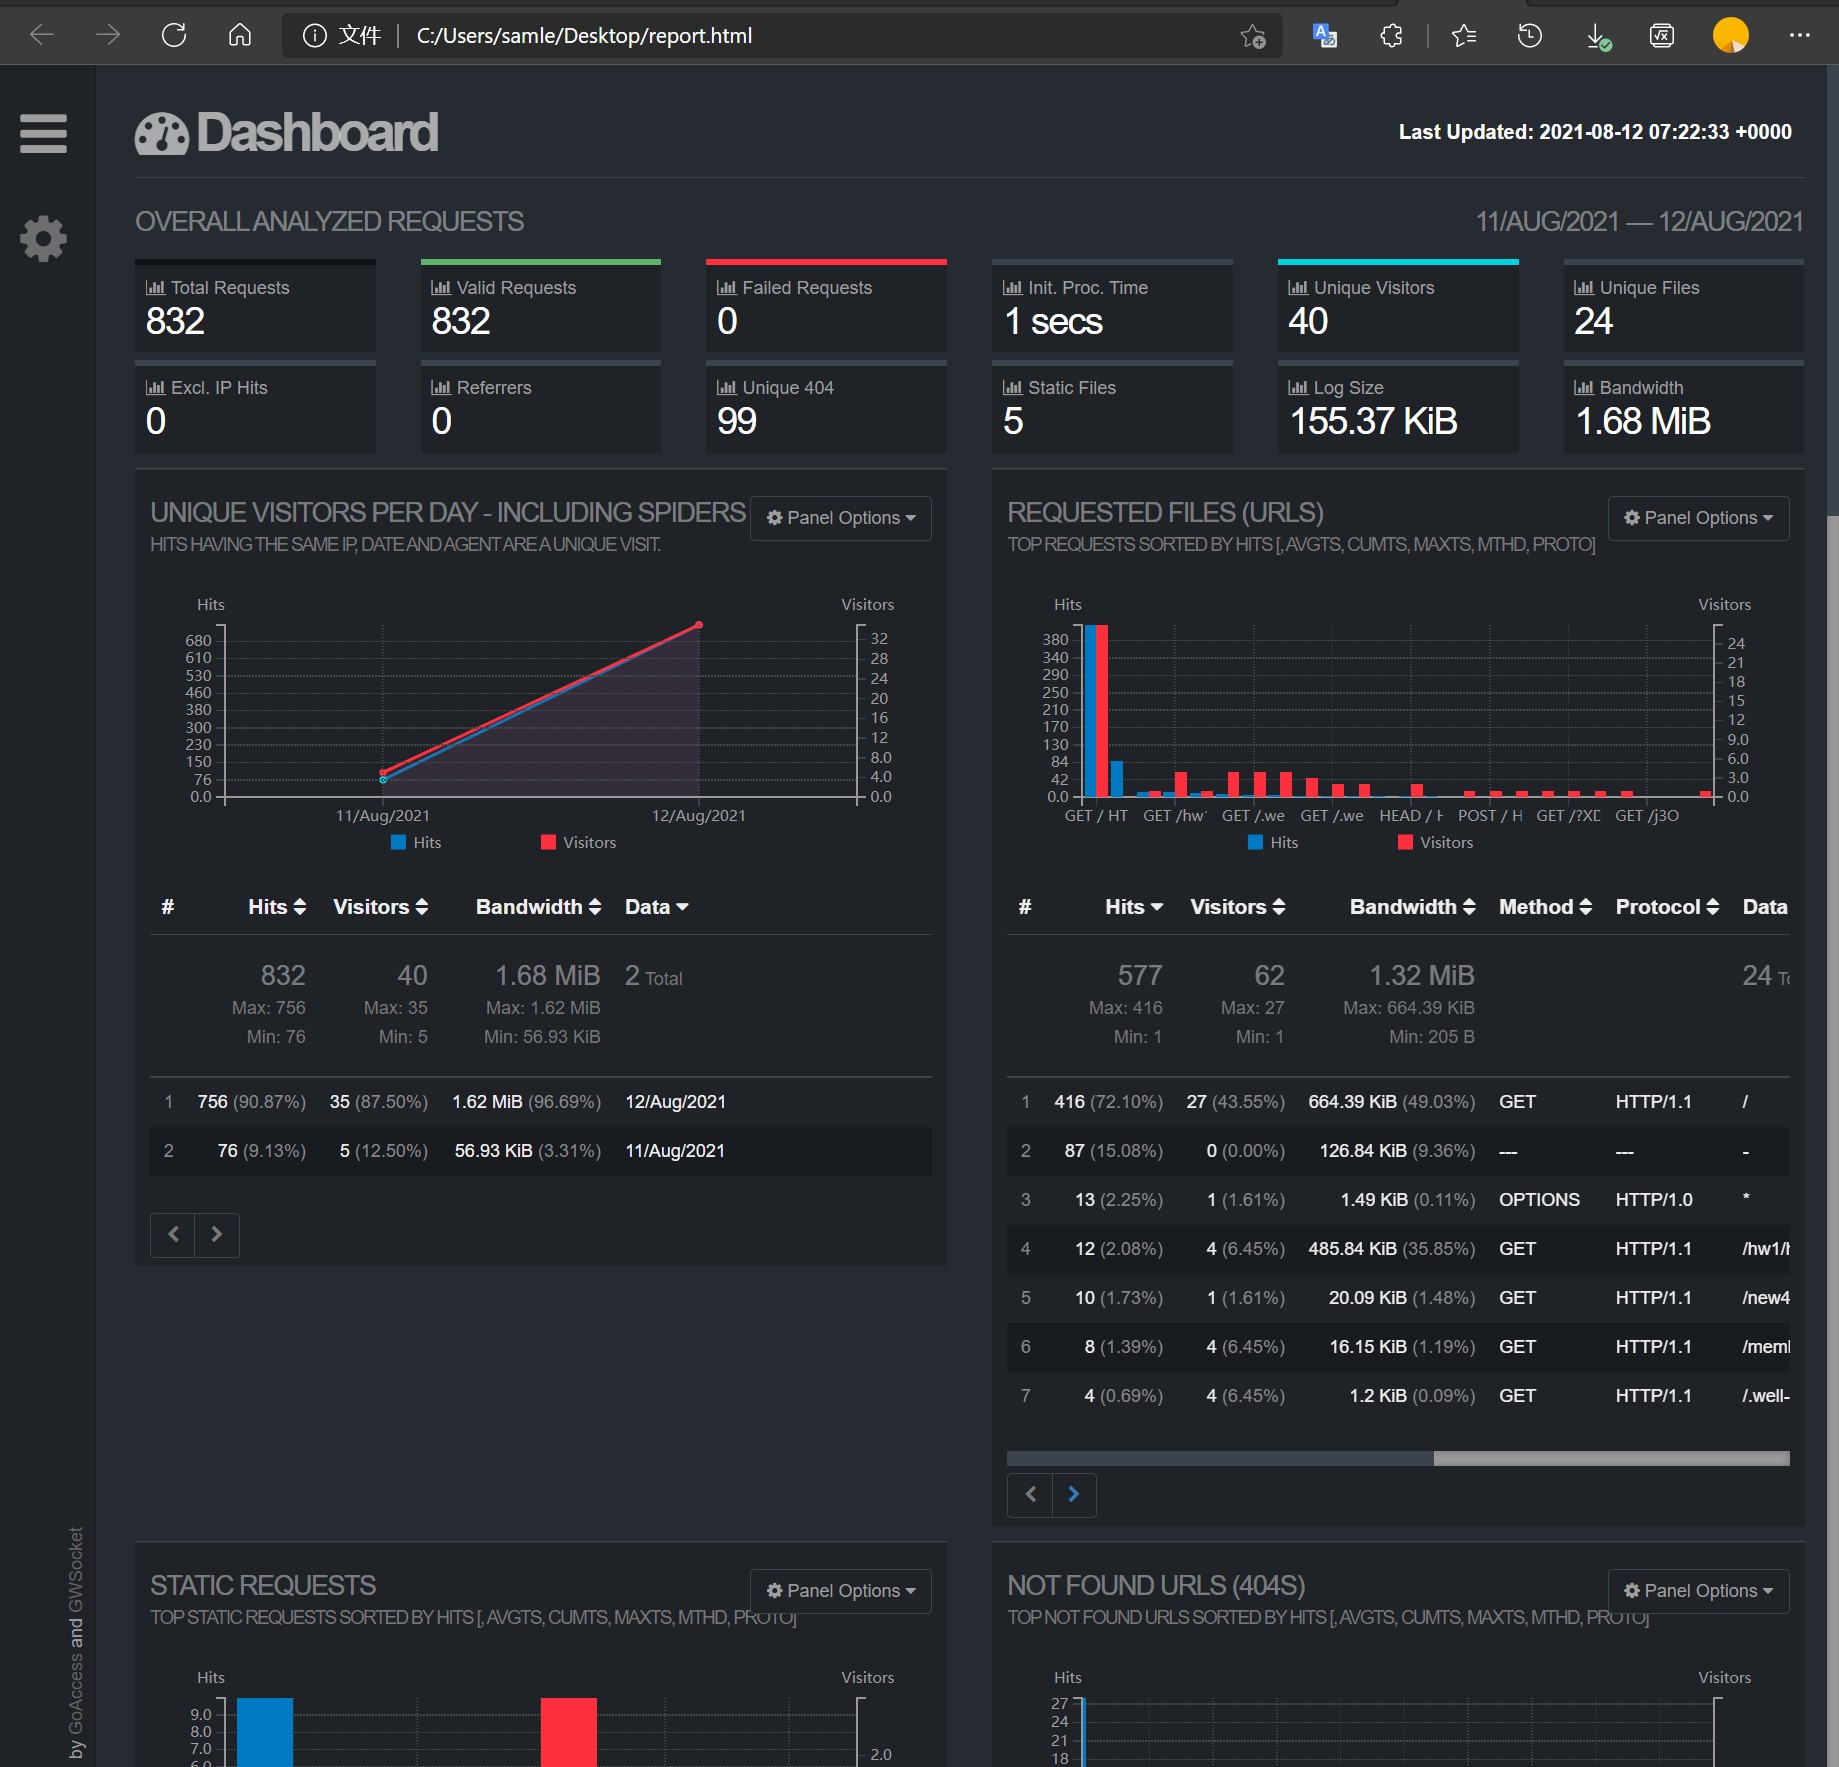 文件 C:/Users/samle/Desktop/report.html
Dashboard
Last Updated: 2021-08-12 07:22:33 +0000
OVERALL ANALYZED REQUESTS
11/AUG/2021 — 12/AUG/2021
Total Requests
832
Valid Requests
832
Failed Requests
0
Init. Proc. Time
1 secs
Unique Visitors
40
Unique Files
24
Excl. IP Hits
0
Referrers
0
Unique 404
99
Static Files
5
Log Size
155.37 KiB
Bandwidth
1.68 MiB
UNIQUE VISITORS PER DAY - INCLUDING SPIDERS
Panel Options
HITS HAVING THE SAME IP, DATE AND AGENT ARE A UNIQUE VISIT.
Hits
Visitors
680
610
530
460
380
300
230
150
76
0.0
32
28
24
20
16
12
8.0
4.0
0.0
11/Aug/2021 12/Aug/2021
Hits Visitors
# Hits Visitors Bandwidth Data
832 40 1.68 MiB 2 Total
Max: 756 Max: 35 Max: 1.62 MiB
Min: 76 Min: 5 Min: 56.93 KiB
1 756 (90.87%) 35 (87.50%) 1.62 MiB (96.69%) 12/Aug/2021
2 76 (9.13%) 5 (12.50%) 56.93 KiB (3.31%) 11/Aug/2021
REQUESTED FILES (URLS)
Panel Options
TOP REQUESTS SORTED BY HITS [, AVGTS, CUMTS, MAXTS, MTHD, PROTO]
Hits
Visitors
380
340
290
250
210
170
130
84
42
0.0
24
21
18
15
12
9.0
6.0
3.0
0.0
GET / HT GET /hw GET /.we GET /.we HEAD / H POST / H GET /?XD GET /j3O
Hits Visitors
# Hits Visitors Bandwidth Method Protocol Data
577 62 1.32 MiB 24 To
Max: 416 Max: 27 Max: 664.39 KiB
Min: 1 Min: 1 Min: 205 B
1 416 (72.10%) 27 (43.55%) 664.39 KiB (49.03%) GET HTTP/1.1 /
2 87 (15.08%) 0 (0.00%) 126.84 KiB (9.36%) --- --- -
3 13 (2.25%) 1 (1.61%) 1.49 KiB (0.11%) OPTIONS HTTP/1.0 *
4 12 (2.08%) 4 (6.45%) 485.84 KiB (35.85%) GET HTTP/1.1 /hw1/h
5 10 (1.73%) 1 (1.61%) 20.09 KiB (1.48%) GET HTTP/1.1 /new4
6 8 (1.39%) 4 (6.45%) 16.15 KiB (1.19%) GET HTTP/1.1 /meml
7 4 (0.69%) 4 (6.45%) 1.2 KiB (0.09%) GET HTTP/1.1 /.well-
STATIC REQUESTS
Panel Options
TOP STATIC REQUESTS SORTED BY HITS [, AVGTS, CUMTS, MAXTS, MTHD, PROTO]
Hits
Visitors
9.0
8.0
7.0
6.0
2.0
NOT FOUND URLS (404S)
Panel Options
TOP NOT FOUND URLS SORTED BY HITS [, AVGTS, CUMTS, MAXTS, MTHD, PROTO]
Hits
Visitors
27
24
21
18
by GoAccess and GWSocket